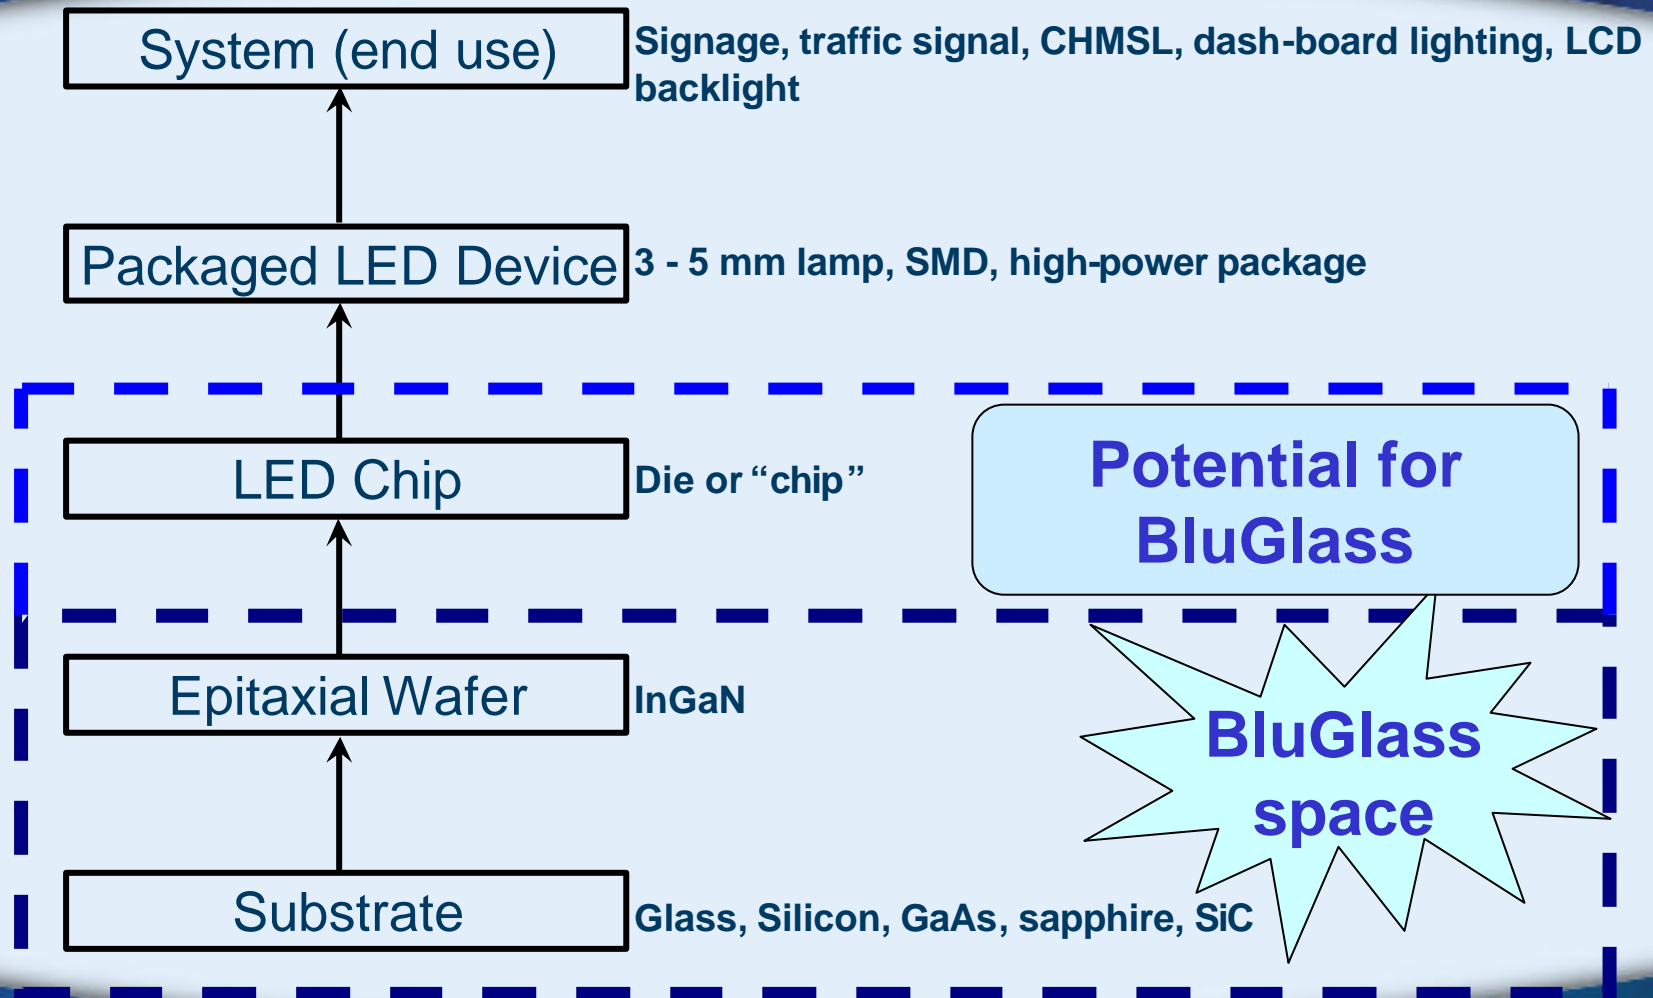 System (end use)
Signage, traffic signal, CHMSL, dash-board lighting, LCD
backlight
Packaged LED Device
3 - 5 mm lamp, SMD, high-power package
LED Chip
Die or “chip”
Potential for
BluGlass
Epitaxial Wafer
InGaN
BluGlass
space
Substrate
Glass, Silicon, GaAs, sapphire, SiC